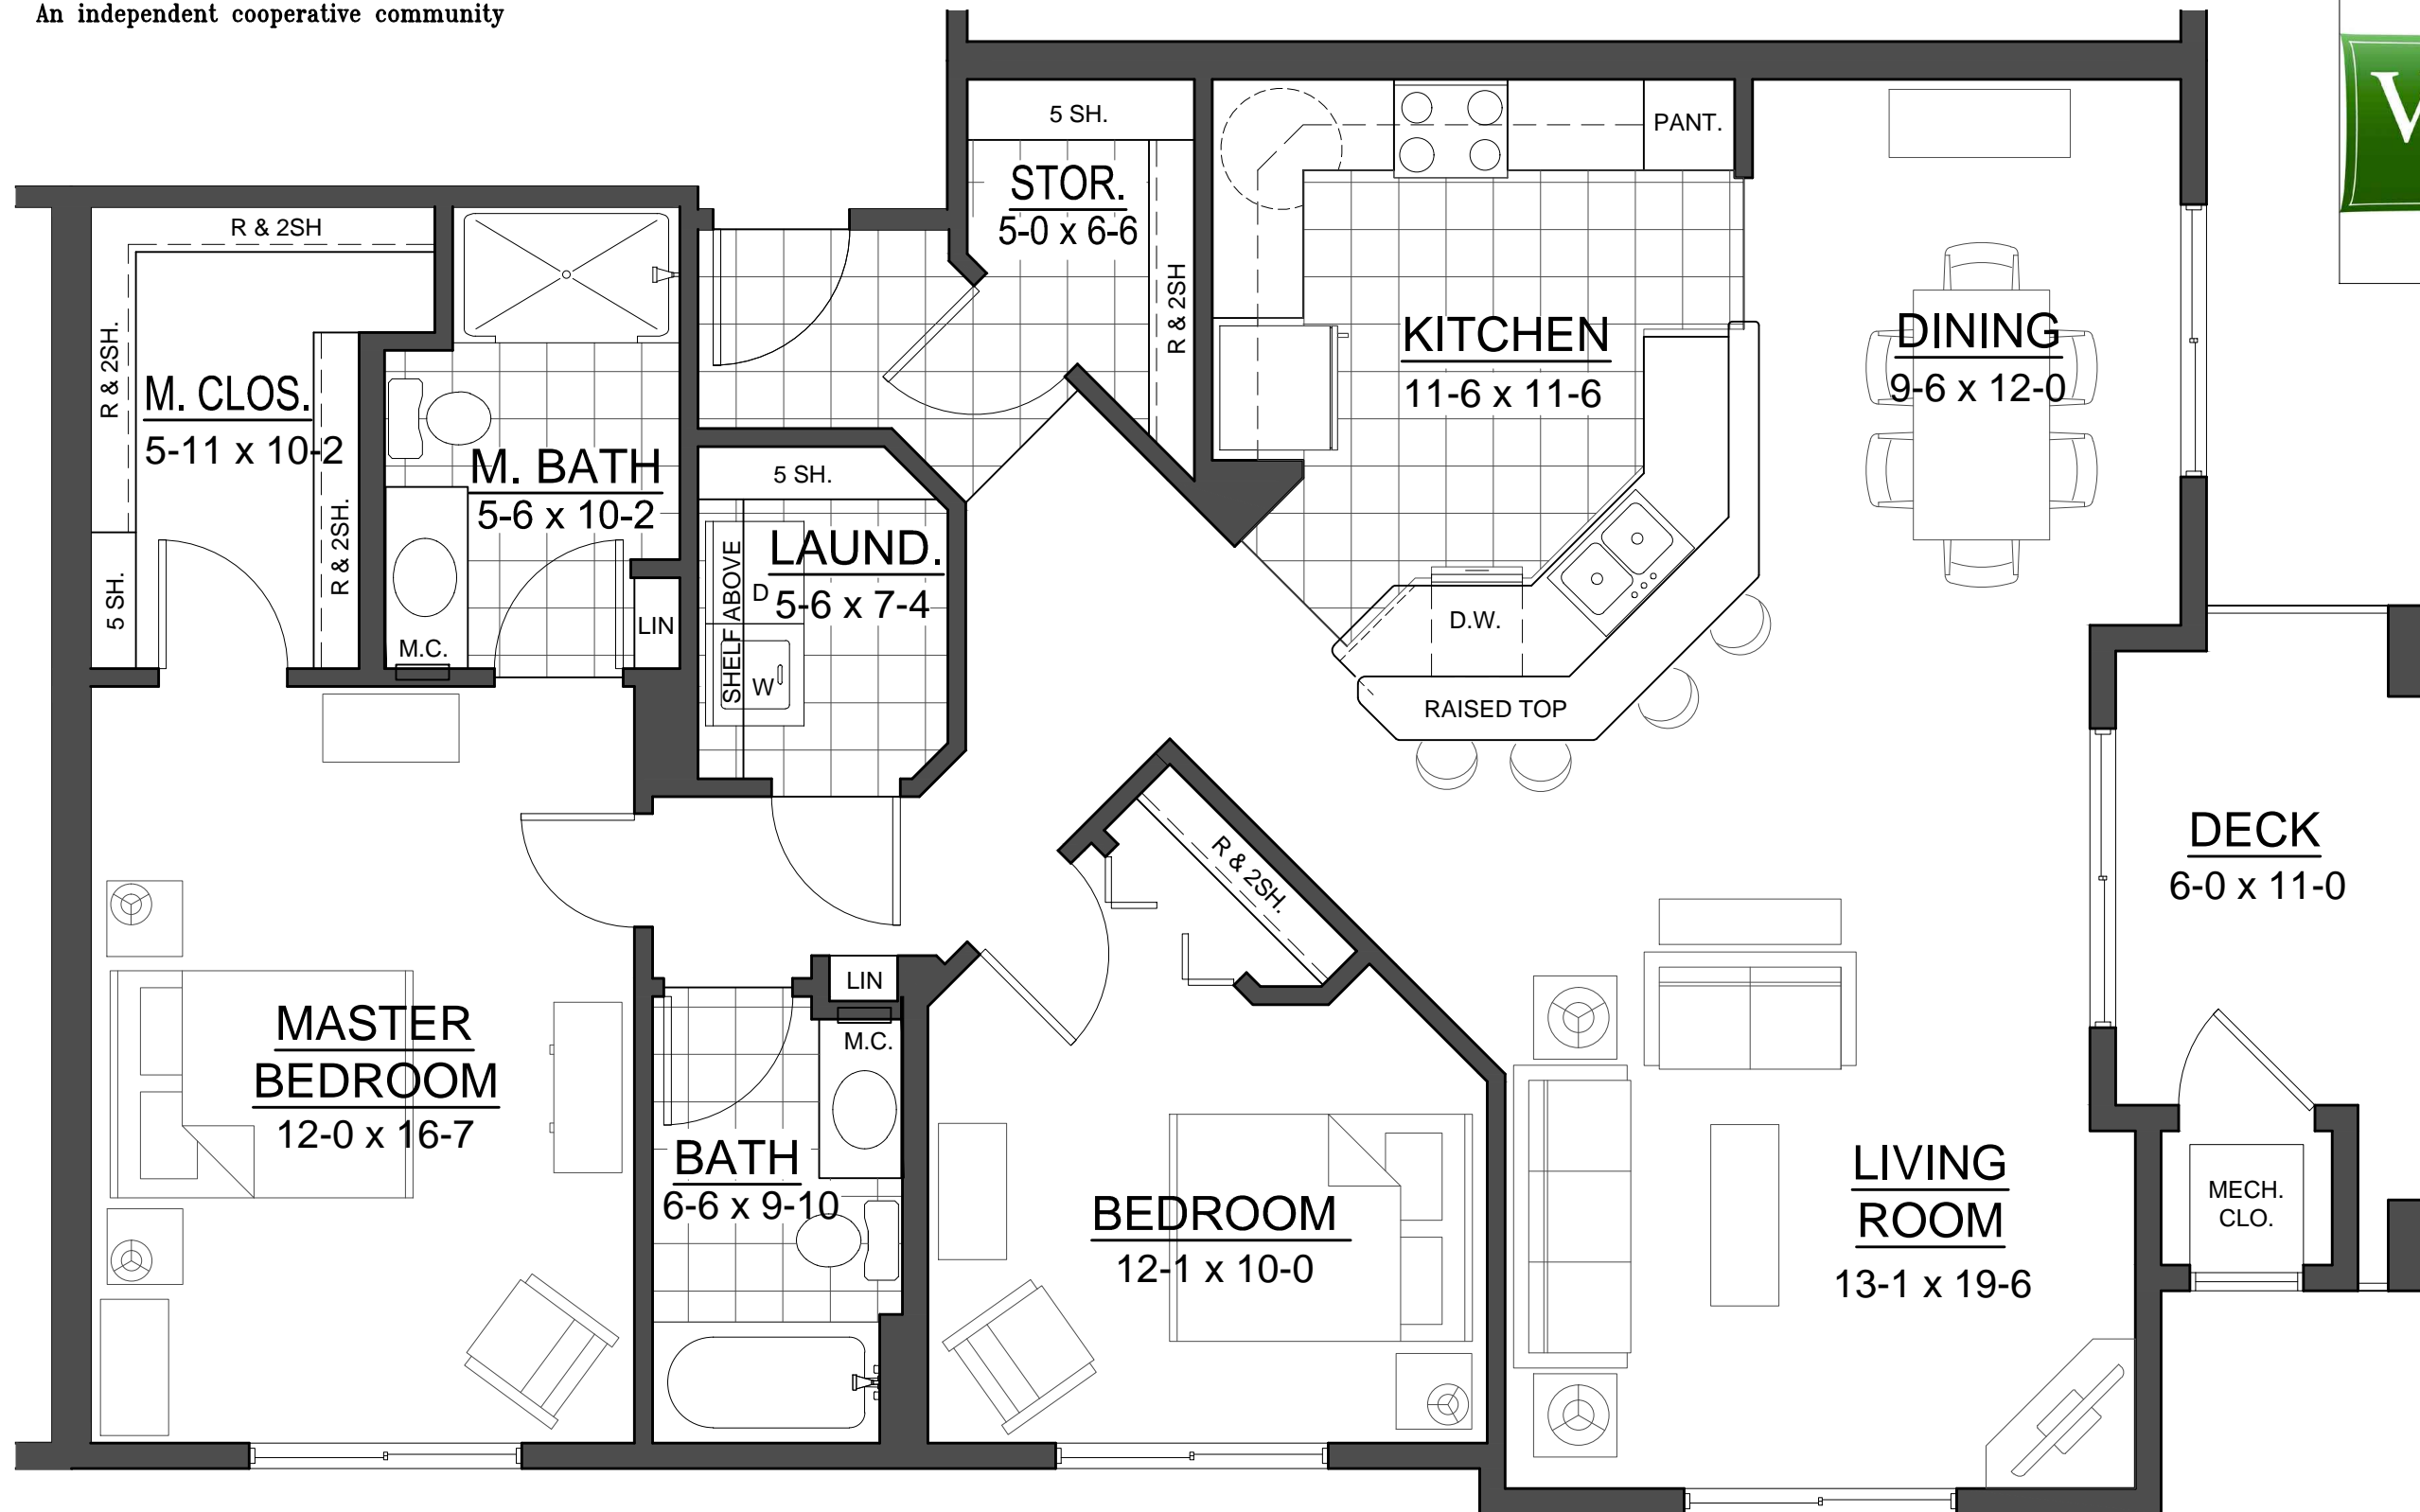 An independent cooperative community
V
5 SH.
PANT.
STOR.
5-0 x 6-6
R & 2SH
R & 2SH
R & 2SH.
M. CLOS.
5-11 x 10-2
R & 2SH.
5 SH.
M. BATH
5-6 x 10-2
M.C.
LIN
5 SH.
LAUND.
5-6 x 7-4
SHELF ABOVE
D
W
KITCHEN
11-6 x 11-6
D.W.
RAISED TOP
DINING
9-6 x 12-0
DECK
6-0 x 11-0
R & 2SH.
LIN
M.C.
MASTER
BEDROOM
12-0 x 16-7
BATH
6-6 x 9-10
BEDROOM
12-1 x 10-0
LIVING
ROOM
13-1 x 19-6
MECH.
CLO.